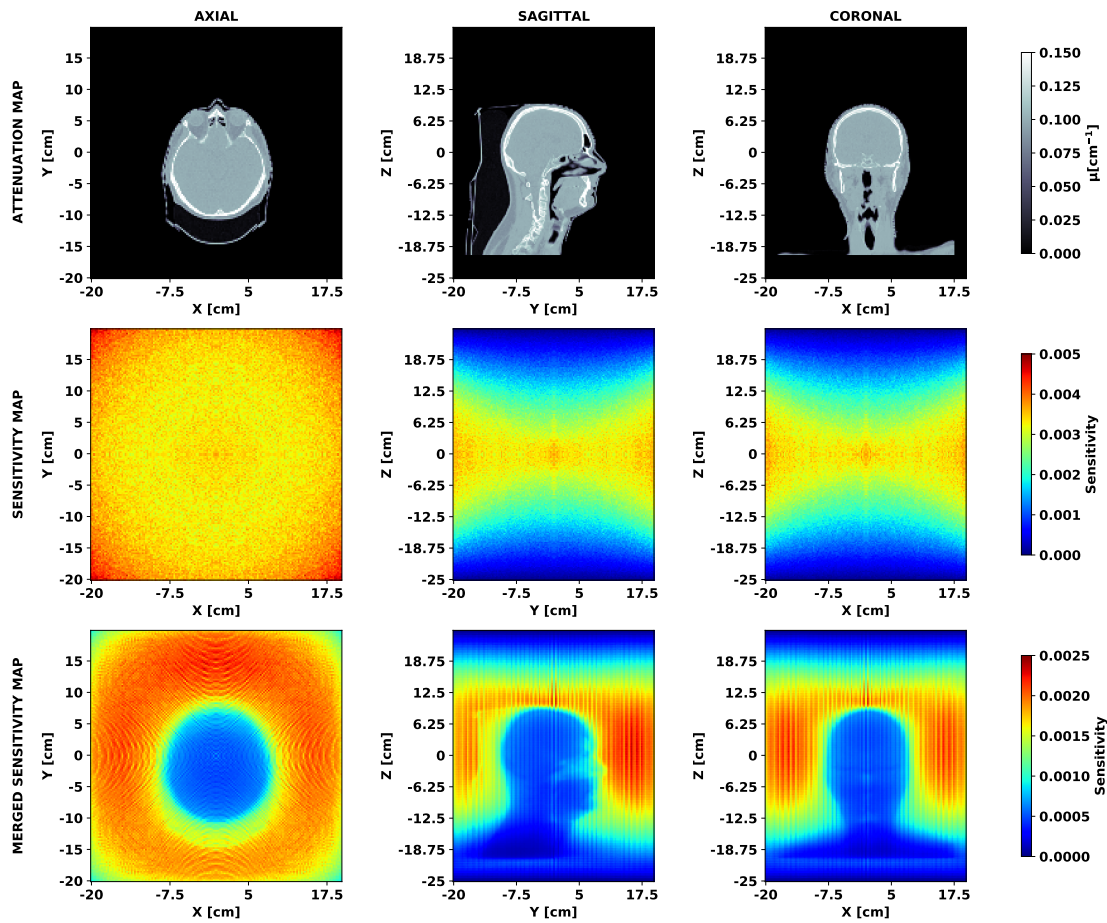 AXIAL SAGITTAL CORONAL
ATTENUATION MAP
Y [cm]
15
10
5
0
-5
-10
-15
-20
-20 -7.5 5 17.5
X [cm]
Z [cm]
18.75
12.5
6.25
0
-6.25
-12.5
-18.75
-25
-20 -7.5 5 17.5
Y [cm]
Z [cm]
18.75
12.5
6.25
0
-6.25
-12.5
-18.75
-25
-20 -7.5 5 17.5
X [cm]
0.150
0.125
0.100
0.075
0.050
0.025
0.000
μ[cm⁻¹]
SENSITIVITY MAP
Y [cm]
15
10
5
0
-5
-10
-15
-20
-20 -7.5 5 17.5
X [cm]
Z [cm]
18.75
12.5
6.25
0
-6.25
-12.5
-18.75
-25
-20 -7.5 5 17.5
Y [cm]
Z [cm]
18.75
12.5
6.25
0
-6.25
-12.5
-18.75
-25
-20 -7.5 5 17.5
X [cm]
0.005
0.004
0.003
0.002
0.001
0.000
Sensitivity
MERGED SENSITIVITY MAP
Y [cm]
15
10
5
0
-5
-10
-15
-20
-20 -7.5 5 17.5
X [cm]
Z [cm]
18.75
12.5
6.25
0
-6.25
-12.5
-18.75
-25
-20 -7.5 5 17.5
Y [cm]
Z [cm]
18.75
12.5
6.25
0
-6.25
-12.5
-18.75
-25
-20 -7.5 5 17.5
X [cm]
0.0025
0.0020
0.0015
0.0010
0.0005
0.0000
Sensitivity